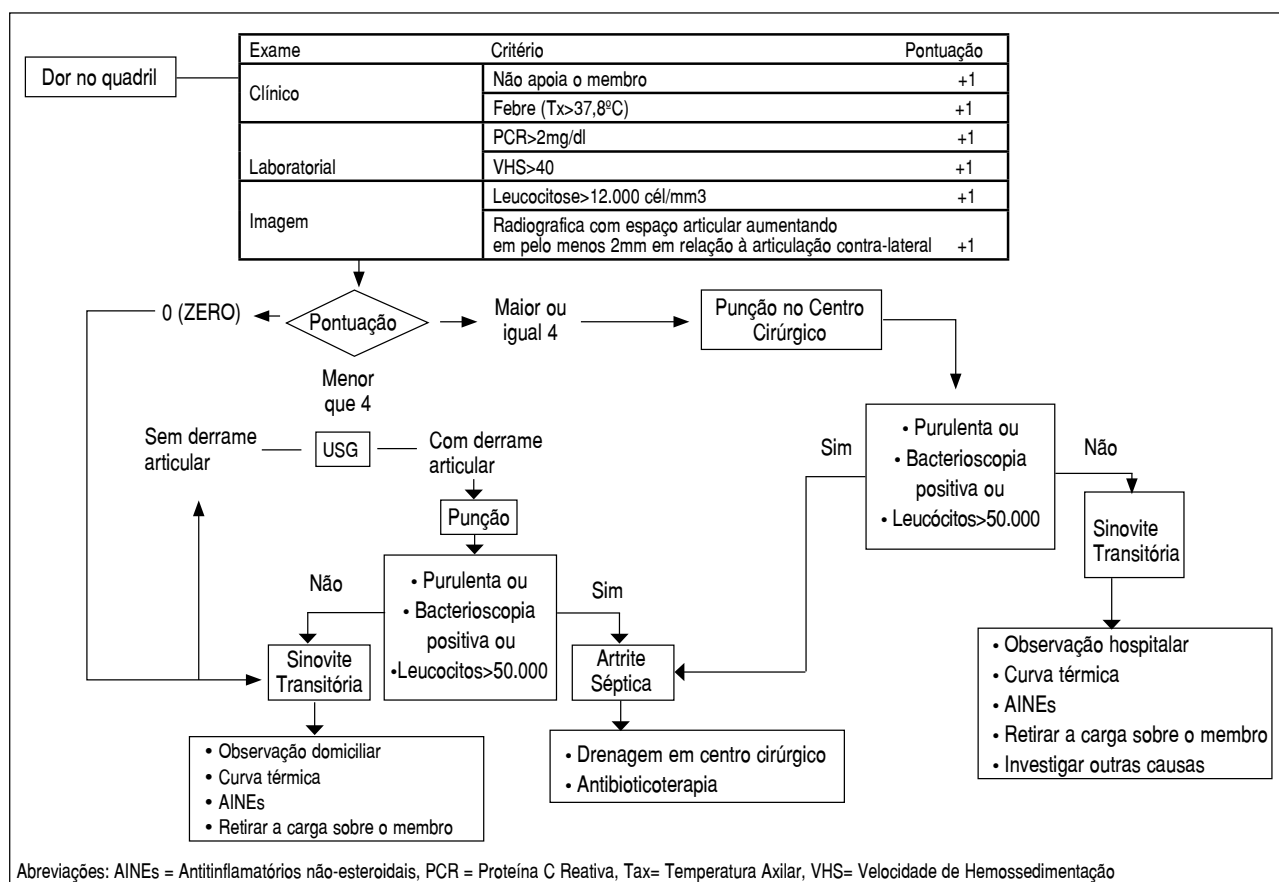 Dor no quadril
Exame Critério Pontuação
Clínico
Não apoia o membro +1
Febre (Tx>37,8ºC) +1
Laboratorial
PCR>2mg/dl +1
VHS>40 +1
Imagem
Leucocitose>12.000 cél/mm3 +1
Radiografica com espaço articular aumentando
em pelo menos 2mm em relação à articulação contra-lateral +1
0 (ZERO)
Pontuação
Maior ou
igual 4
Punção no Centro
Cirúrgico
Menor
que 4
Sem derrame
articular
USG
Com derrame
articular
Punção
Sim
• Purulenta ou
• Bacterioscopia
positiva ou
• Leucócitos>50.000
Não
Sinovite
Transitória
Não
• Purulenta ou
• Bacterioscopia
positiva ou
•Leucocitos>50.000
Sim
Sinovite
Transitória
Artrite
Séptica
• Observação hospitalar
• Curva térmica
• AINEs
• Retirar a carga sobre o membro
• Investigar outras causas
• Observação domiciliar
• Curva térmica
• AINEs
• Retirar a carga sobre o membro
• Drenagem em centro cirúrgico
• Antibioticoterapia
Abreviações: AINEs = Antitinflamatórios não-esteroidais, PCR = Proteína C Reativa, Tax= Temperatura Axilar, VHS= Velocidade de Hemossedimentação